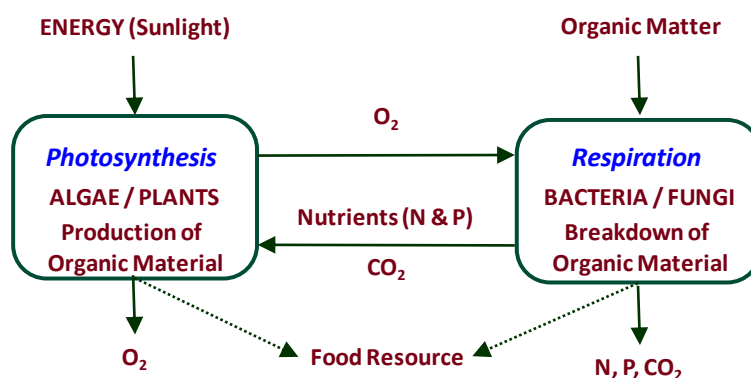 ENERGY (Sunlight)
Organic Matter
O₂
Photosynthesis
ALGAE / PLANTS
Production of
Organic Material
Nutrients (N & P)
CO₂
Respiration
BACTERIA / FUNGI
Breakdown of
Organic Material
O₂
Food Resource
N, P, CO₂